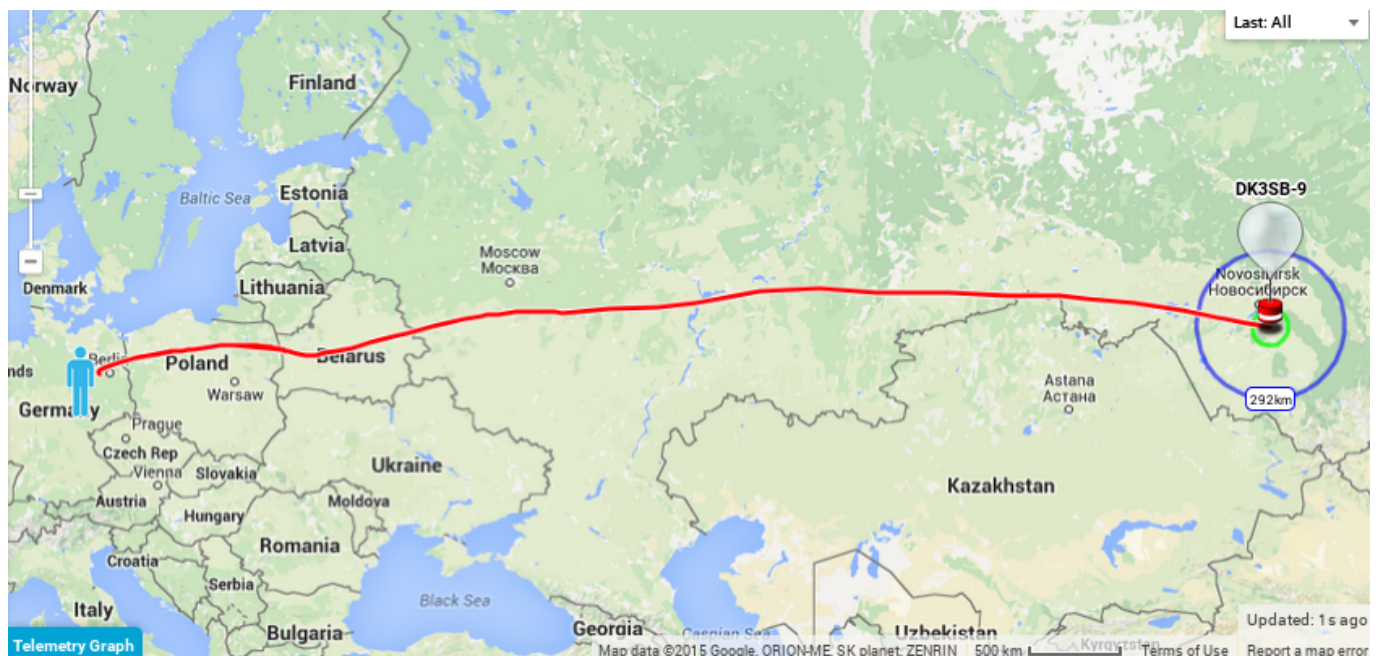 Last: All
Norway
Finland
Baltic Sea
Estonia
DK3SB-9
Latvia
Moscow
Москва
Novosibirsk
Новосибирск
Denmark
Lithuania
nds
Berlin
Poland
Belarus
Warsaw
Germany
Astana
Астана
292km
Prague
Czech Rep
Vienna
Slovakia
Ukraine
Kazakhstan
Austria
Hungary
Moldova
Romania
Croatia
Serbia
Black Sea
Italy
Bulgaria
Georgia
Caspian Sea
Uzbekistan
Kyrgyzstan
Updated: 1s ago
Telemetry Graph
Map data ©2015 Google, ORION-ME, SK planet, ZENRIN
500 km
Terms of Use
Report a map error